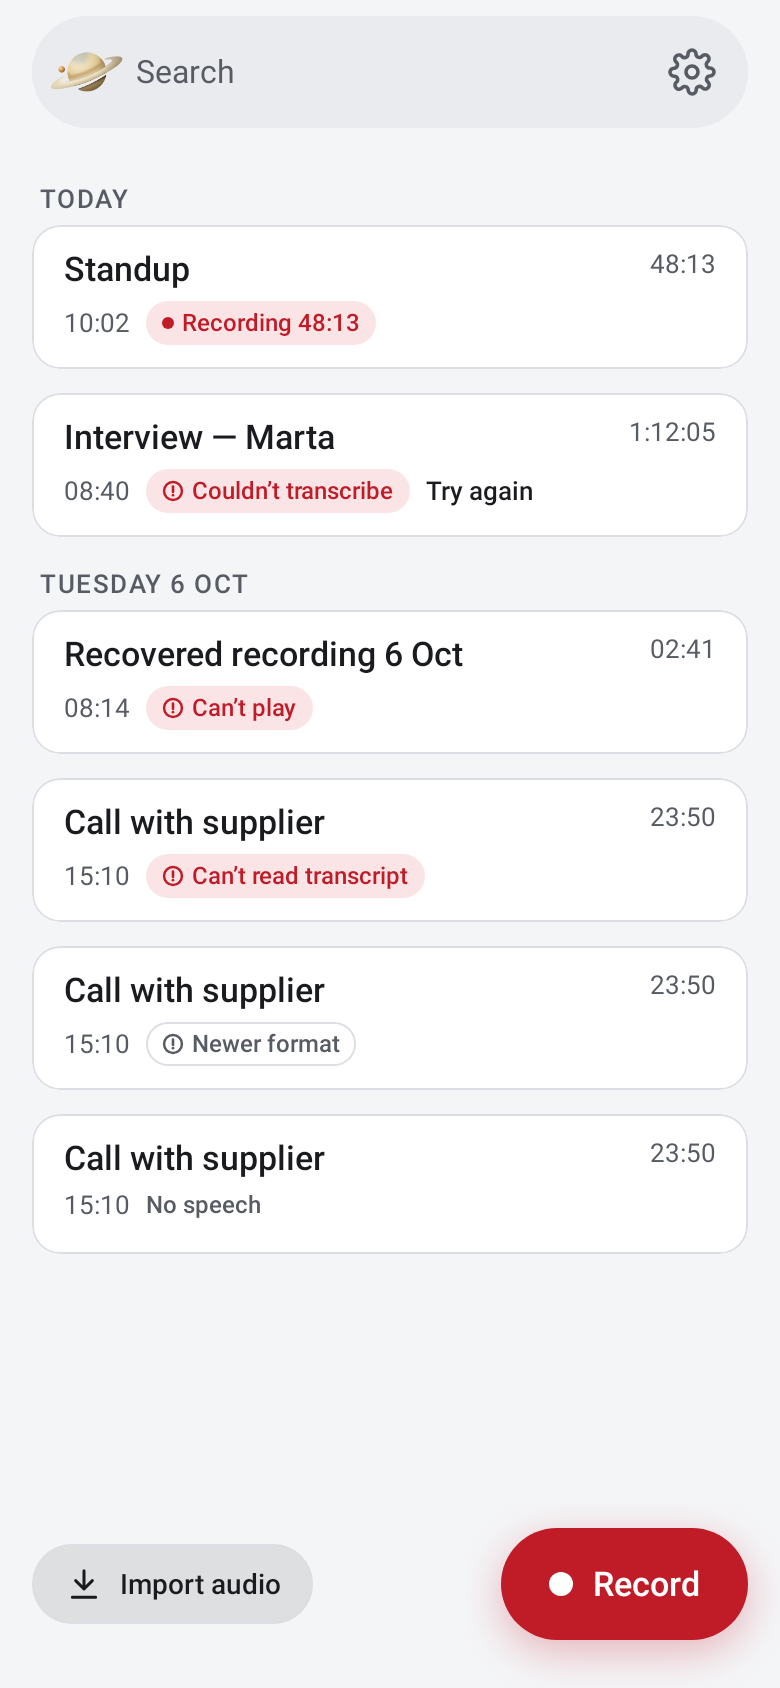 Search
TODAY
Standup 48:13
10:02 Recording 48:13
Interview — Marta 1:12:05
08:40 Couldn’t transcribe Try again
TUESDAY 6 OCT
Recovered recording 6 Oct 02:41
08:14 Can’t play
Call with supplier 23:50
15:10 Can’t read transcript
Call with supplier 23:50
15:10 Newer format
Call with supplier 23:50
15:10 No speech
Import audio Record